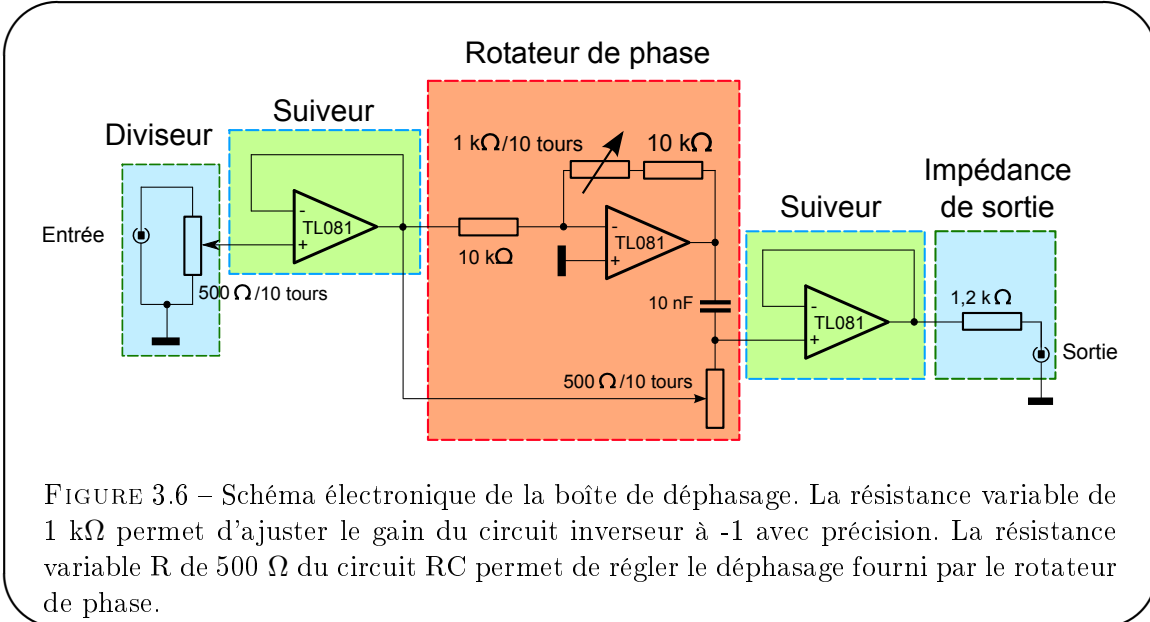 Rotateur de phase
Suiveur
Diviseur
1 kΩ/10 tours
10 kΩ
Impédance
de sortie
Suiveur
Entrée
-
+
TL081
10 kΩ
-
+
TL081
500 Ω/10 tours
10 nF
-
+
TL081
1,2 kΩ
Sortie
500 Ω/10 tours
FIGURE 3.6 – Schéma électronique de la boîte de déphasage. La résistance variable de
1 kΩ permet d'ajuster le gain du circuit inverseur à -1 avec précision. La résistance
variable R de 500 Ω du circuit RC permet de régler le déphasage fourni par le rotateur
de phase.